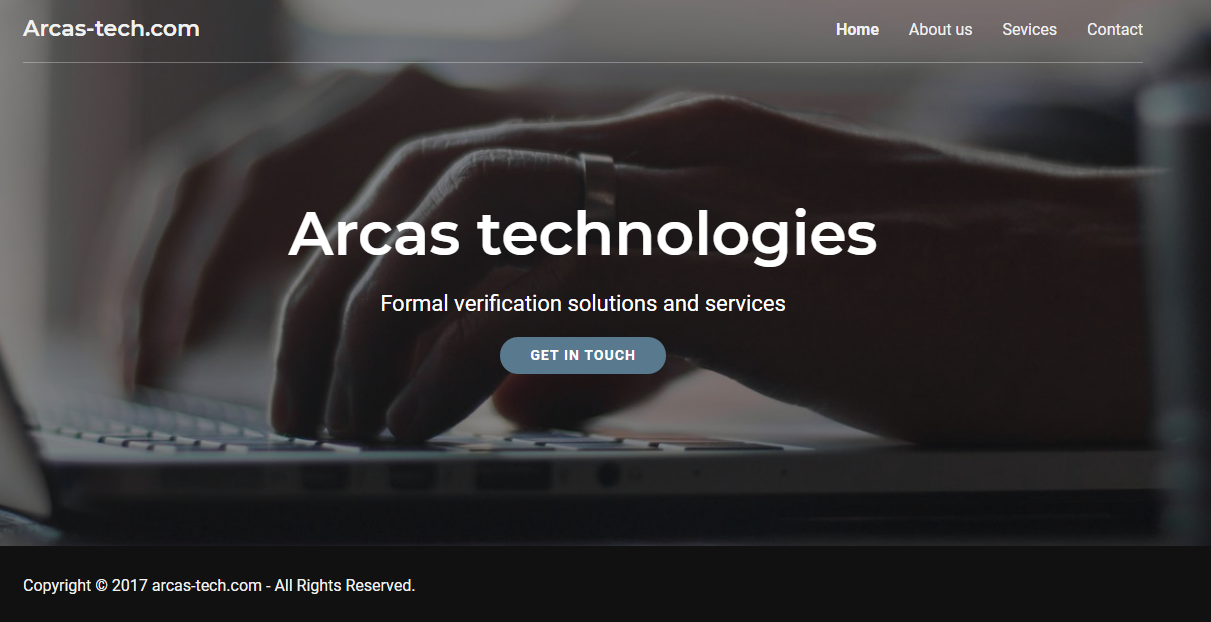 Arcas-tech.com
Home About us Sevices Contact
Arcas technologies
Formal verification solutions and services
GET IN TOUCH
Copyright © 2017 arcas-tech.com - All Rights Reserved.